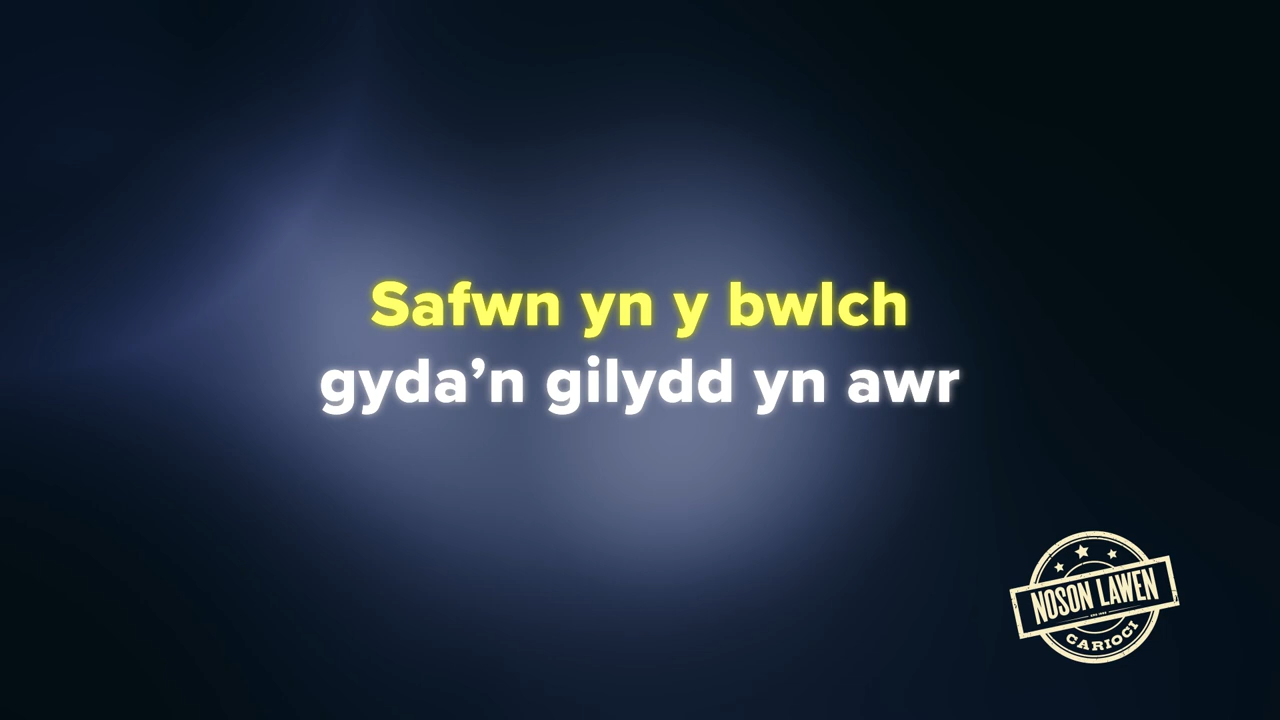 Safwn yn y bwlch
gyda’n gilydd yn awr
NOSON LAWEN
CARIOCI